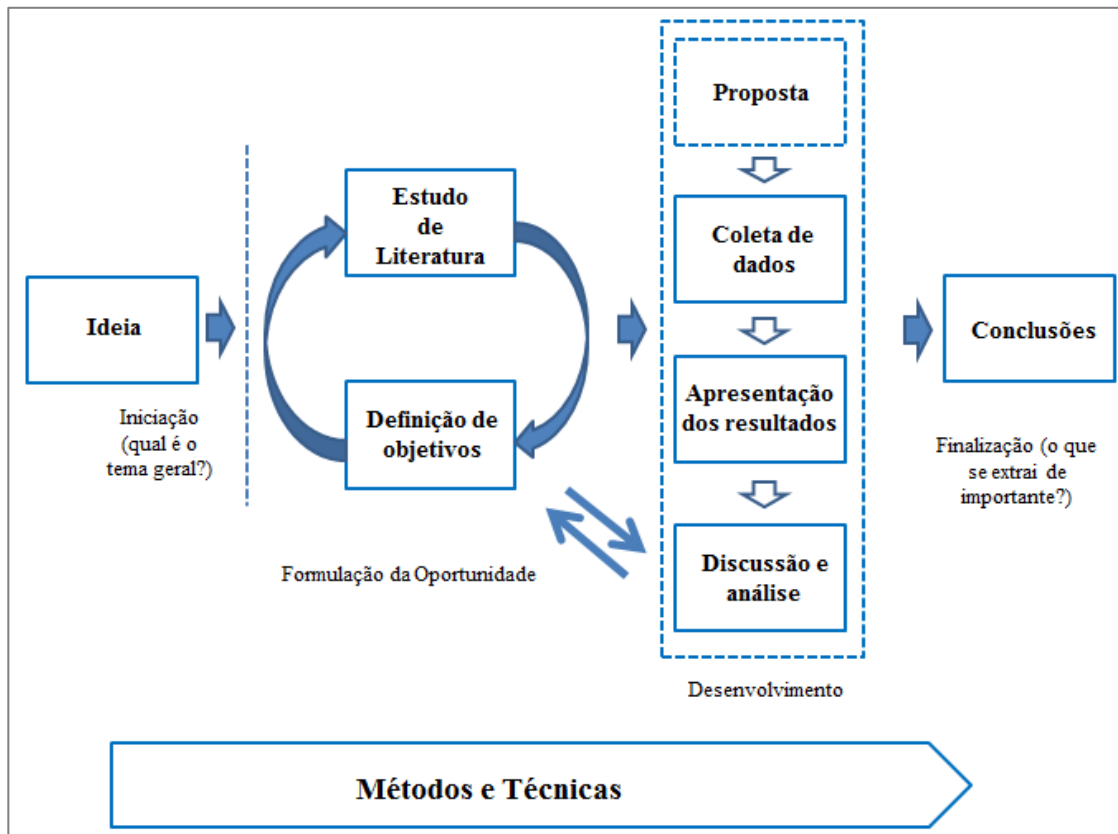 Ideia
Iniciação
(qual é o
tema geral?)
Estudo
de
Literatura
Definição de
objetivos
Formulação da Oportunidade
Proposta
Coleta de
dados
Apresentação
dos resultados
Discussão e
análise
Desenvolvimento
Conclusões
Finalização (o que
se extrai de
importante?)
Métodos e Técnicas